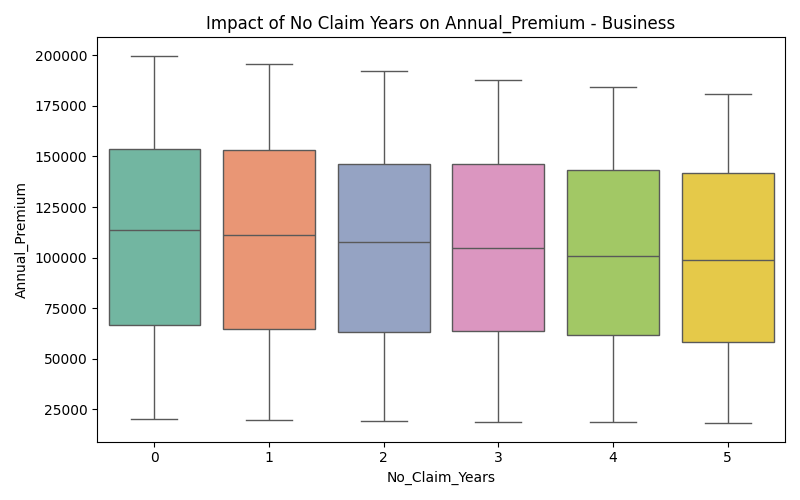 Impact of No Claim Years on Annual_Premium - Business
Annual_Premium
200000
175000
150000
125000
100000
75000
50000
25000
0 1 2 3 4 5
No_Claim_Years